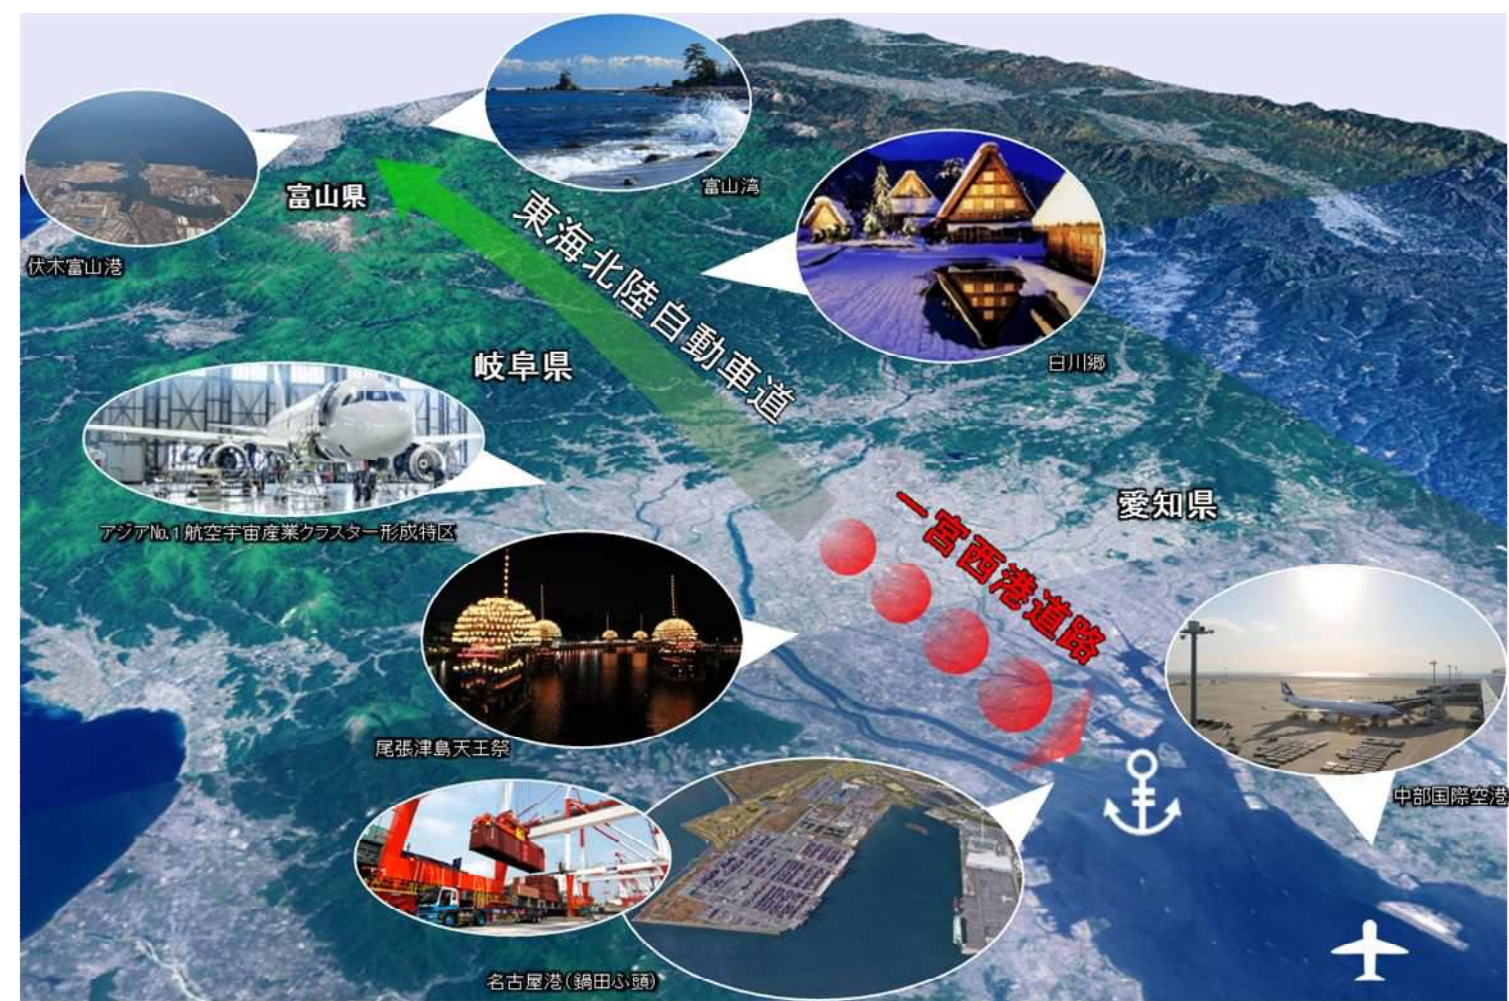 富山湾
富山県
伏木富山港
東海北陸自動車道
白川郷
岐阜県
アジアNo.1航空宇宙産業クラスター形成特区
愛知県
一宮西港道路
尾張津島天王祭
中部国際空港
名古屋港(鍋田ふ頭)